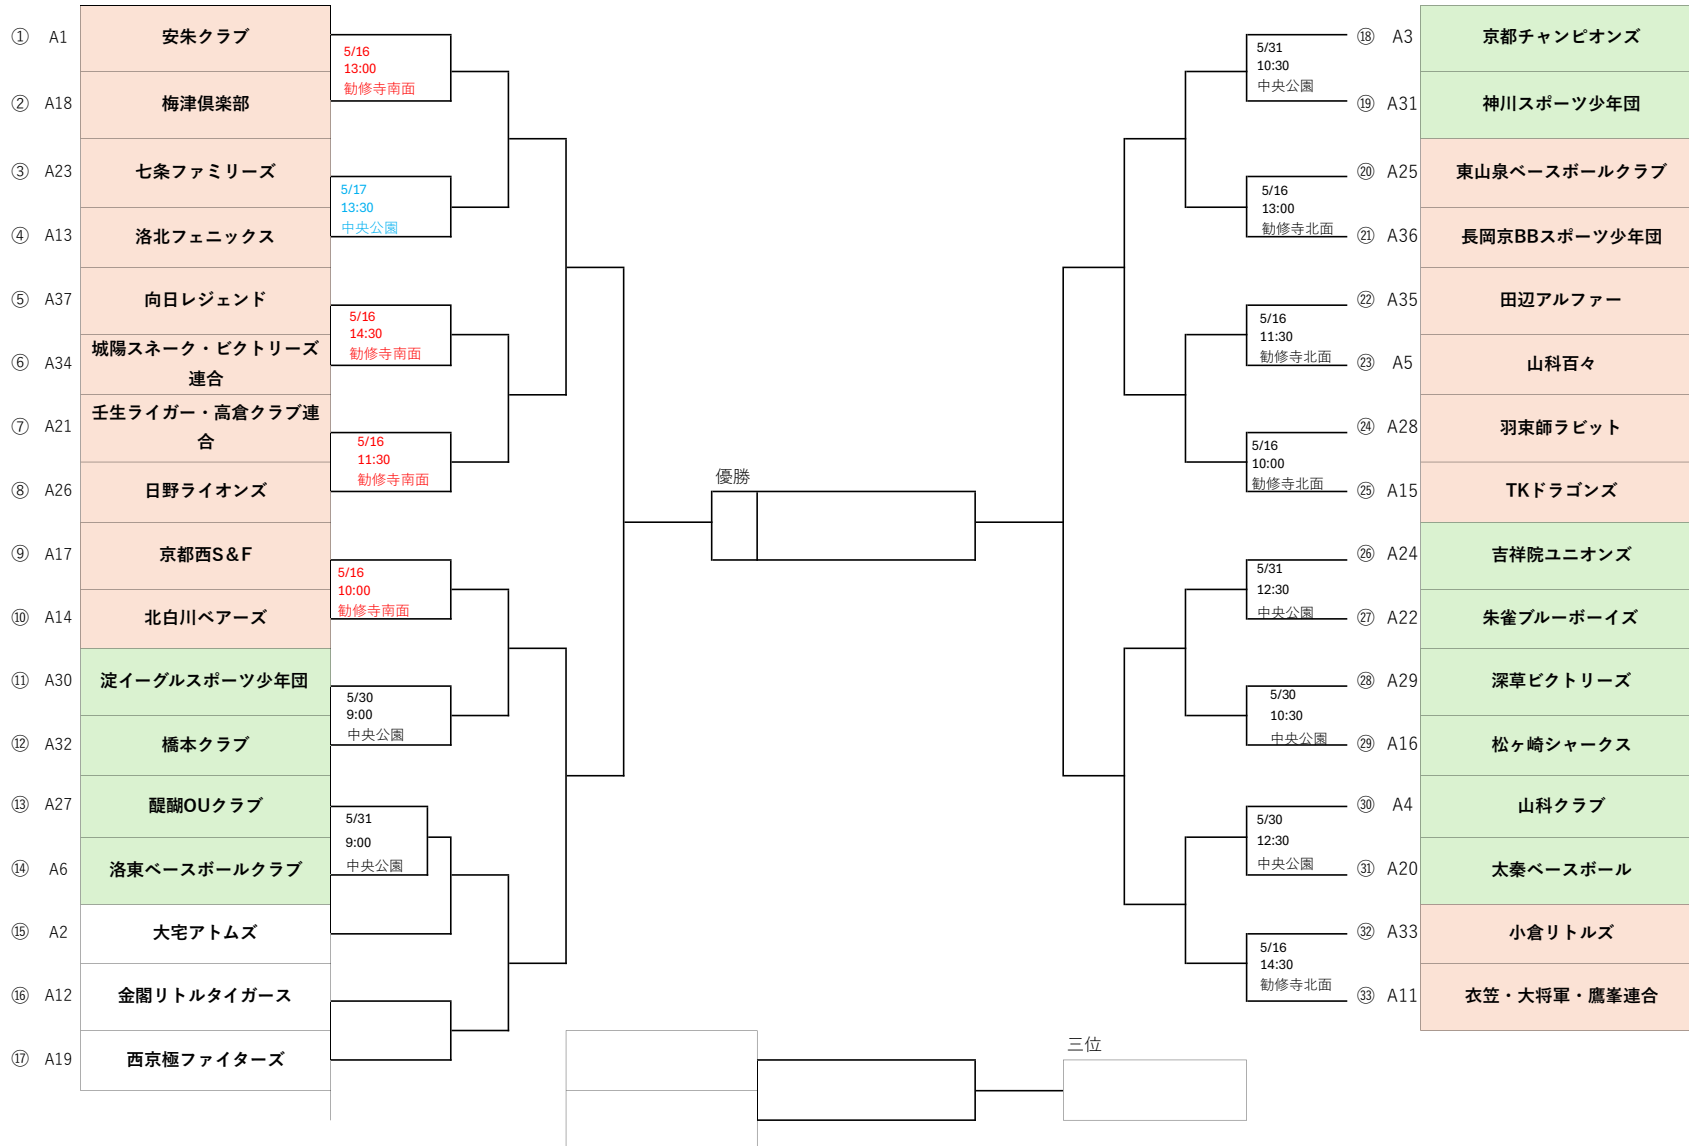 ① A1 安朱クラブ
5/16
13:00
勧修寺南面
② A18 梅津倶楽部
③ A23 七条ファミリーズ
5/17
13:30
中央公園
④ A13 洛北フェニックス
⑤ A37 向日レジェンド
5/16
14:30
勧修寺南面
⑥ A34 城陽スネーク・ビクトリーズ
連合
⑦ A21 壬生ライガー・高倉クラブ連
合
5/16
11:30
勧修寺南面
⑧ A26 日野ライオンズ
⑨ A17 京都西S&F
5/16
10:00
勧修寺南面
⑩ A14 北白川ベアーズ
⑪ A30 淀イーグルスポーツ少年団
5/30
9:00
中央公園
⑫ A32 橋本クラブ
⑬ A27 醍醐OUクラブ
5/31
9:00
中央公園
⑭ A6 洛東ベースボールクラブ
⑮ A2 大宅アトムズ
⑯ A12 金閣リトルタイガース
⑰ A19 西京極ファイターズ
優勝
三位
⑱ A3 京都チャンピオンズ
5/31
10:30
中央公園
⑲ A31 神川スポーツ少年団
⑳ A25 東山泉ベースボールクラブ
5/16
13:00
勧修寺北面
㉑ A36 長岡京BBスポーツ少年団
㉒ A35 田辺アルファー
5/16
11:30
勧修寺北面
㉓ A5 山科百々
㉔ A28 羽束師ラビット
5/16
10:00
勧修寺北面
㉕ A15 TKドラゴンズ
㉖ A24 吉祥院ユニオンズ
5/31
12:30
中央公園
㉗ A22 朱雀ブルーボーイズ
㉘ A29 深草ビクトリーズ
5/30
10:30
中央公園
㉙ A16 松ヶ崎シャークス
㉚ A4 山科クラブ
5/30
12:30
中央公園
㉛ A20 太秦ベースボール
㉜ A33 小倉リトルズ
5/16
14:30
勧修寺北面
㉝ A11 衣笠・大将軍・鷹峯連合